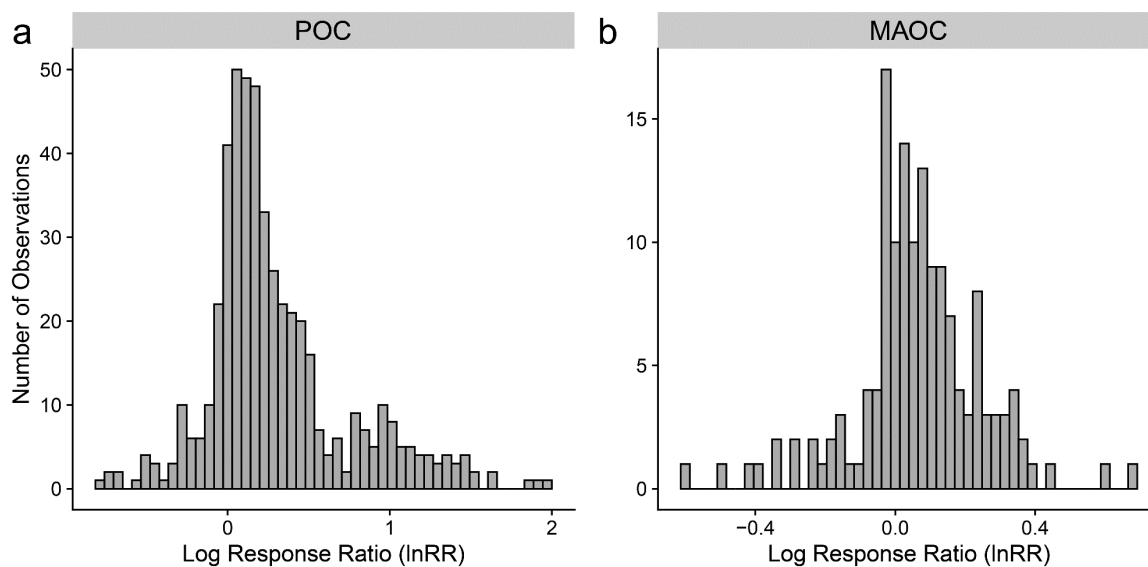 a
POC
50
40
30
20
10
0
Number of Observations
0 1 2
Log Response Ratio (lnRR)
b
MAOC
15
10
5
0
−0.4 0.0 0.4
Log Response Ratio (lnRR)